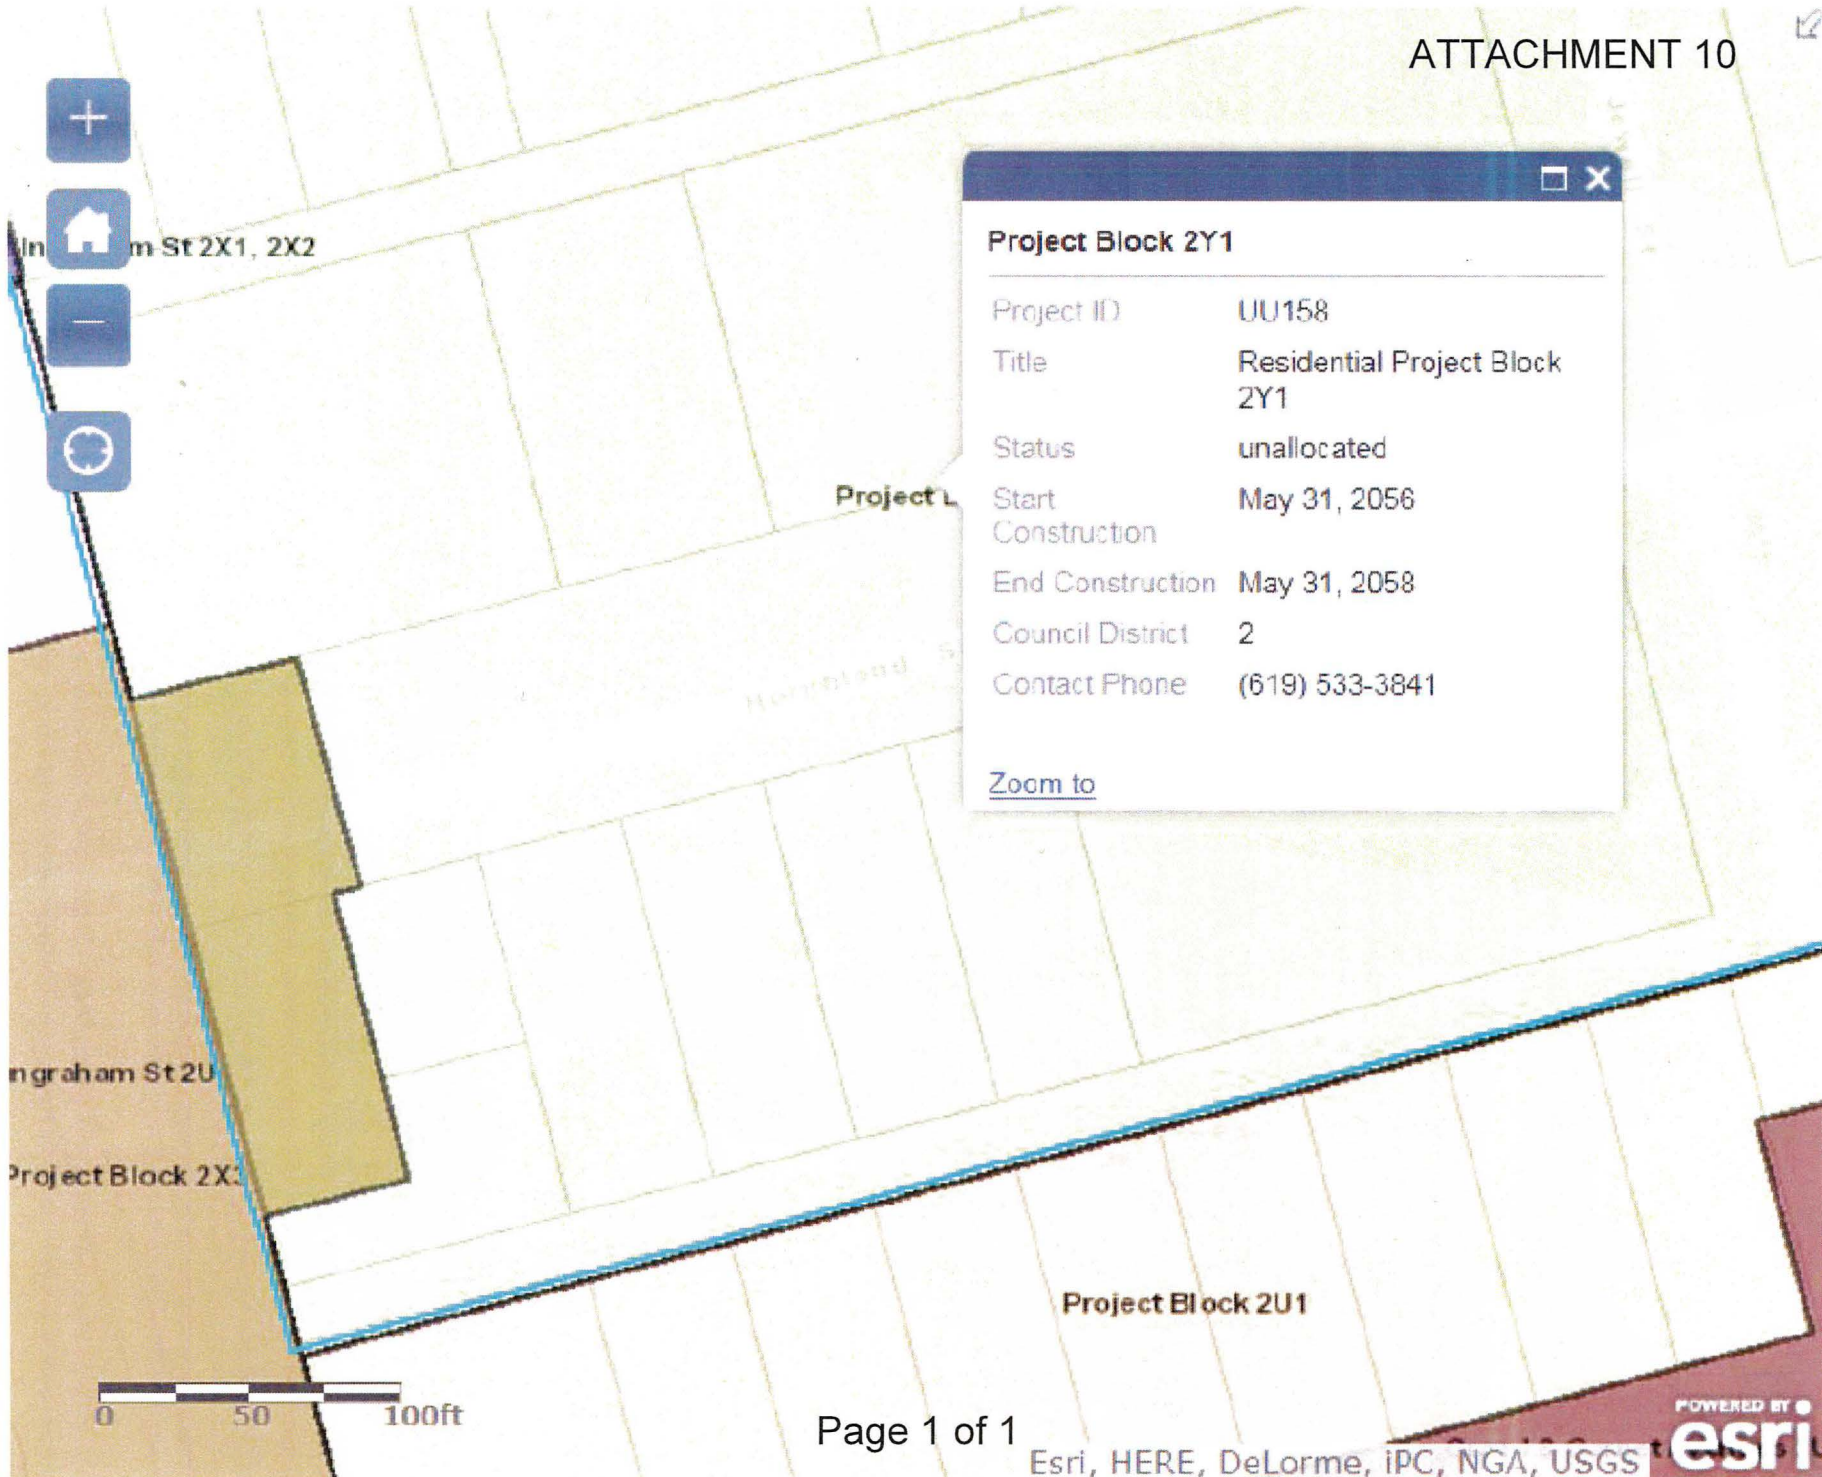 ATTACHMENT 10
m St 2X1, 2X2
Project Block 2Y1
Project ID UU158
Title Residential Project Block
2Y1
Status unallocated
Project
Start May 31, 2056
Construction
End Construction May 31, 2058
Council District 2
Contact Phone (619) 533-3841
Zoom to
ngraham St 2U
Project Block 2X3
Project Block 2U1
0 50 100ft
Page 1 of 1
POWERED BY
esri
Esri, HERE, DeLorme, iPC, NGA, USGS